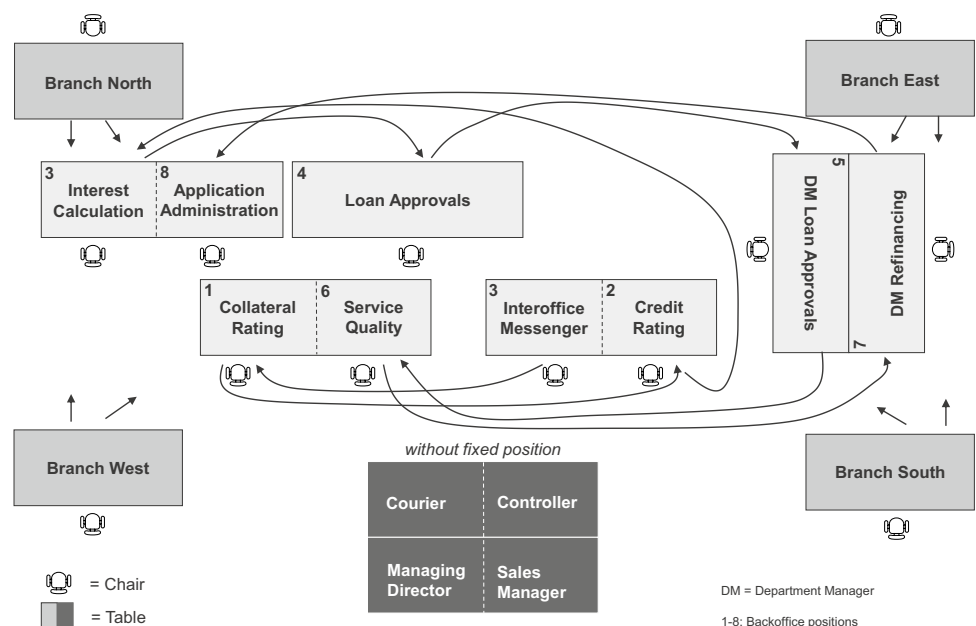 Branch North
Branch East
3
Interest
Calculation
8
Application
Administration
4
Loan Approvals
5
DM Loan Approvals
DM Refinancing
7
1
Collateral
Rating
6
Service
Quality
3
Interoffice
Messenger
2
Credit
Rating
Branch West
Branch South
without fixed position
Courier
Controller
Managing
Director
Sales
Manager
= Chair
= Table
DM = Department Manager
1-8: Backoffice positions